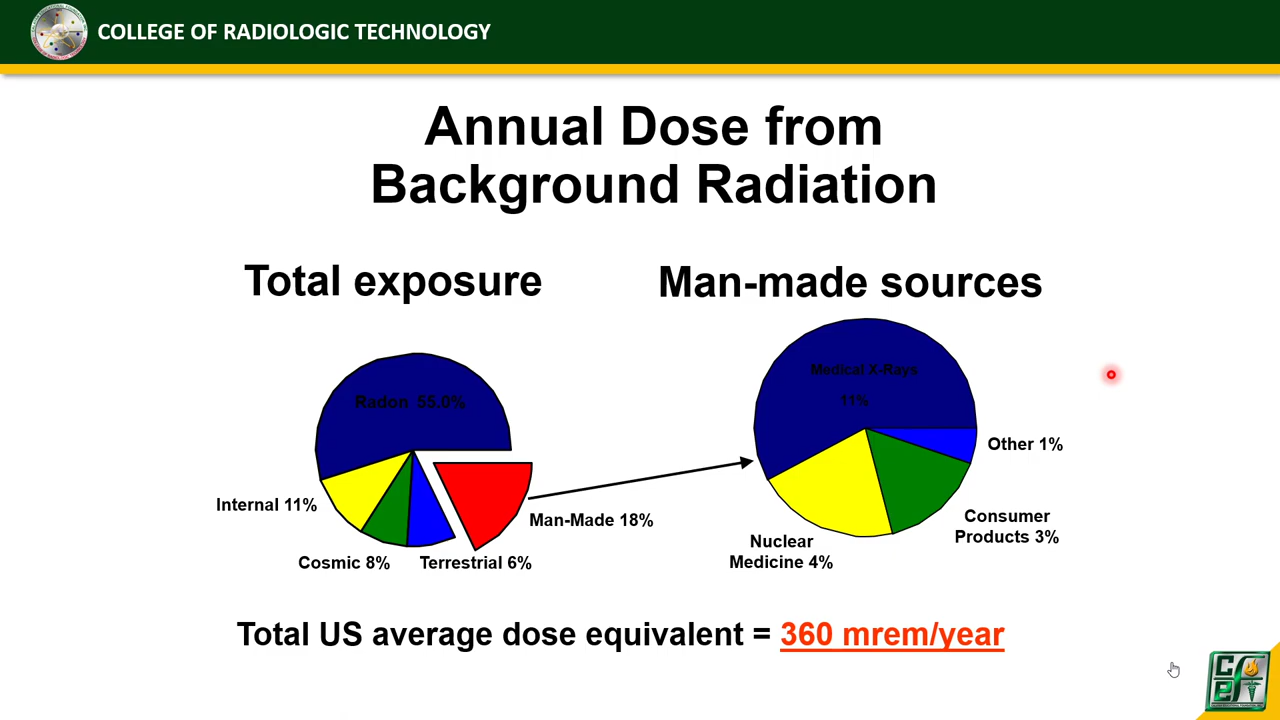 COLLEGE OF RADIOLOGIC TECHNOLOGY
Annual Dose from
Background Radiation
Total exposure
Man-made sources
Radon 55.0%
Internal 11%
Cosmic 8%
Terrestrial 6%
Man-Made 18%
Medical X-Rays
11%
Other 1%
Consumer
Products 3%
Nuclear
Medicine 4%
Total US average dose equivalent = 360 mrem/year